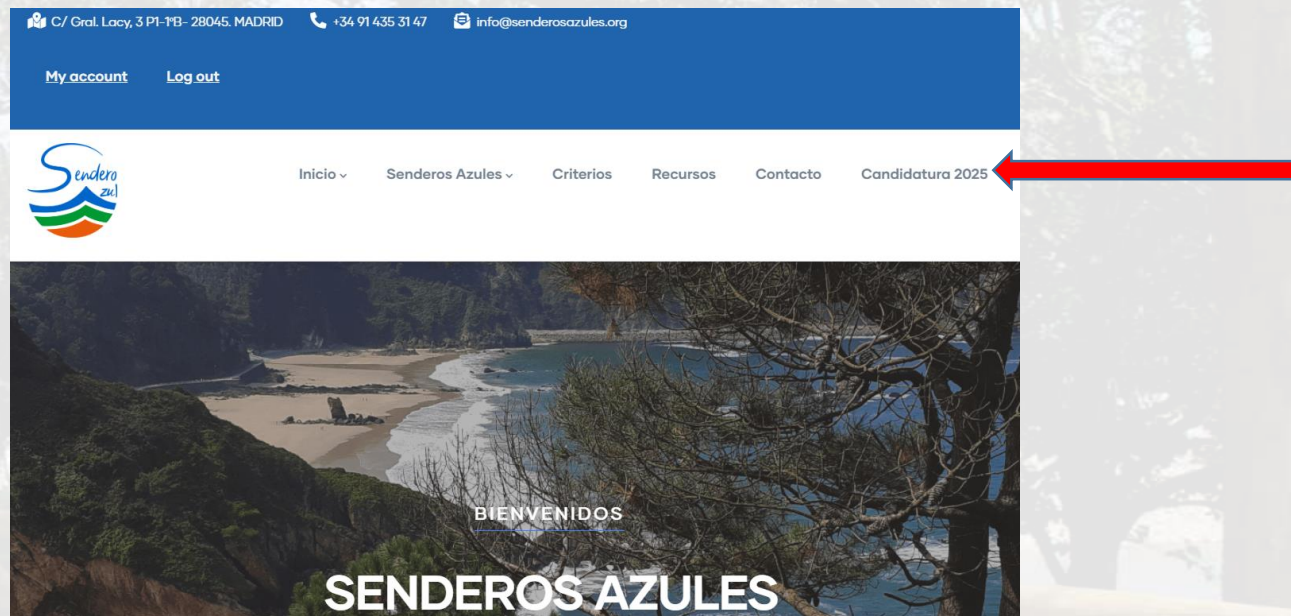 C/ Gral. Lacy, 3 P1-1ºB- 28045. MADRID +34 91 435 31 47 info@senderosazules.org
My account Log out
Sendero
zul
Inicio Senderos Azules Criterios Recursos Contacto Candidatura 2025
BIENVENIDOS
SENDEROS AZULES